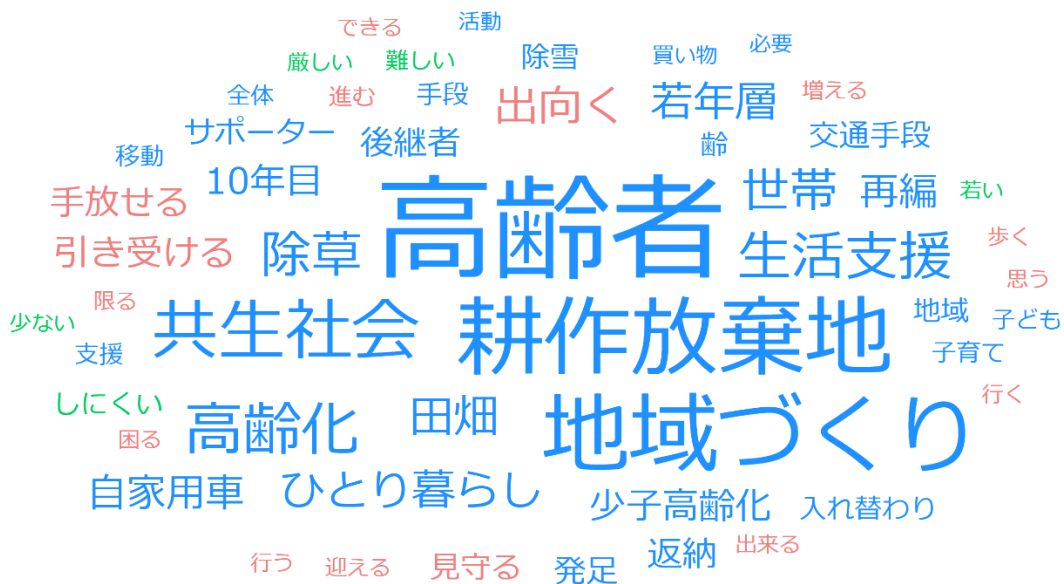 できる 活動
厳しい 難しい 除雪 買い物 必要
全体 進む 手段 出向く 若年層 増える
サポーター 後継者 齢 交通手段
移動 10年目 高齢者 世帯 再編 若い
手放せる
引き受ける 除草 生活支援 歩く
思う
限る 共生社会 耕作放棄地 地域 子ども
少ない
支援 子育て
しにくい 高齢化 田畑 地域づくり 行く
困る
自家用車 ひとり暮らし 少子高齢化 入れ替わり
行う 迎える 見守る 発足 返納 出来る